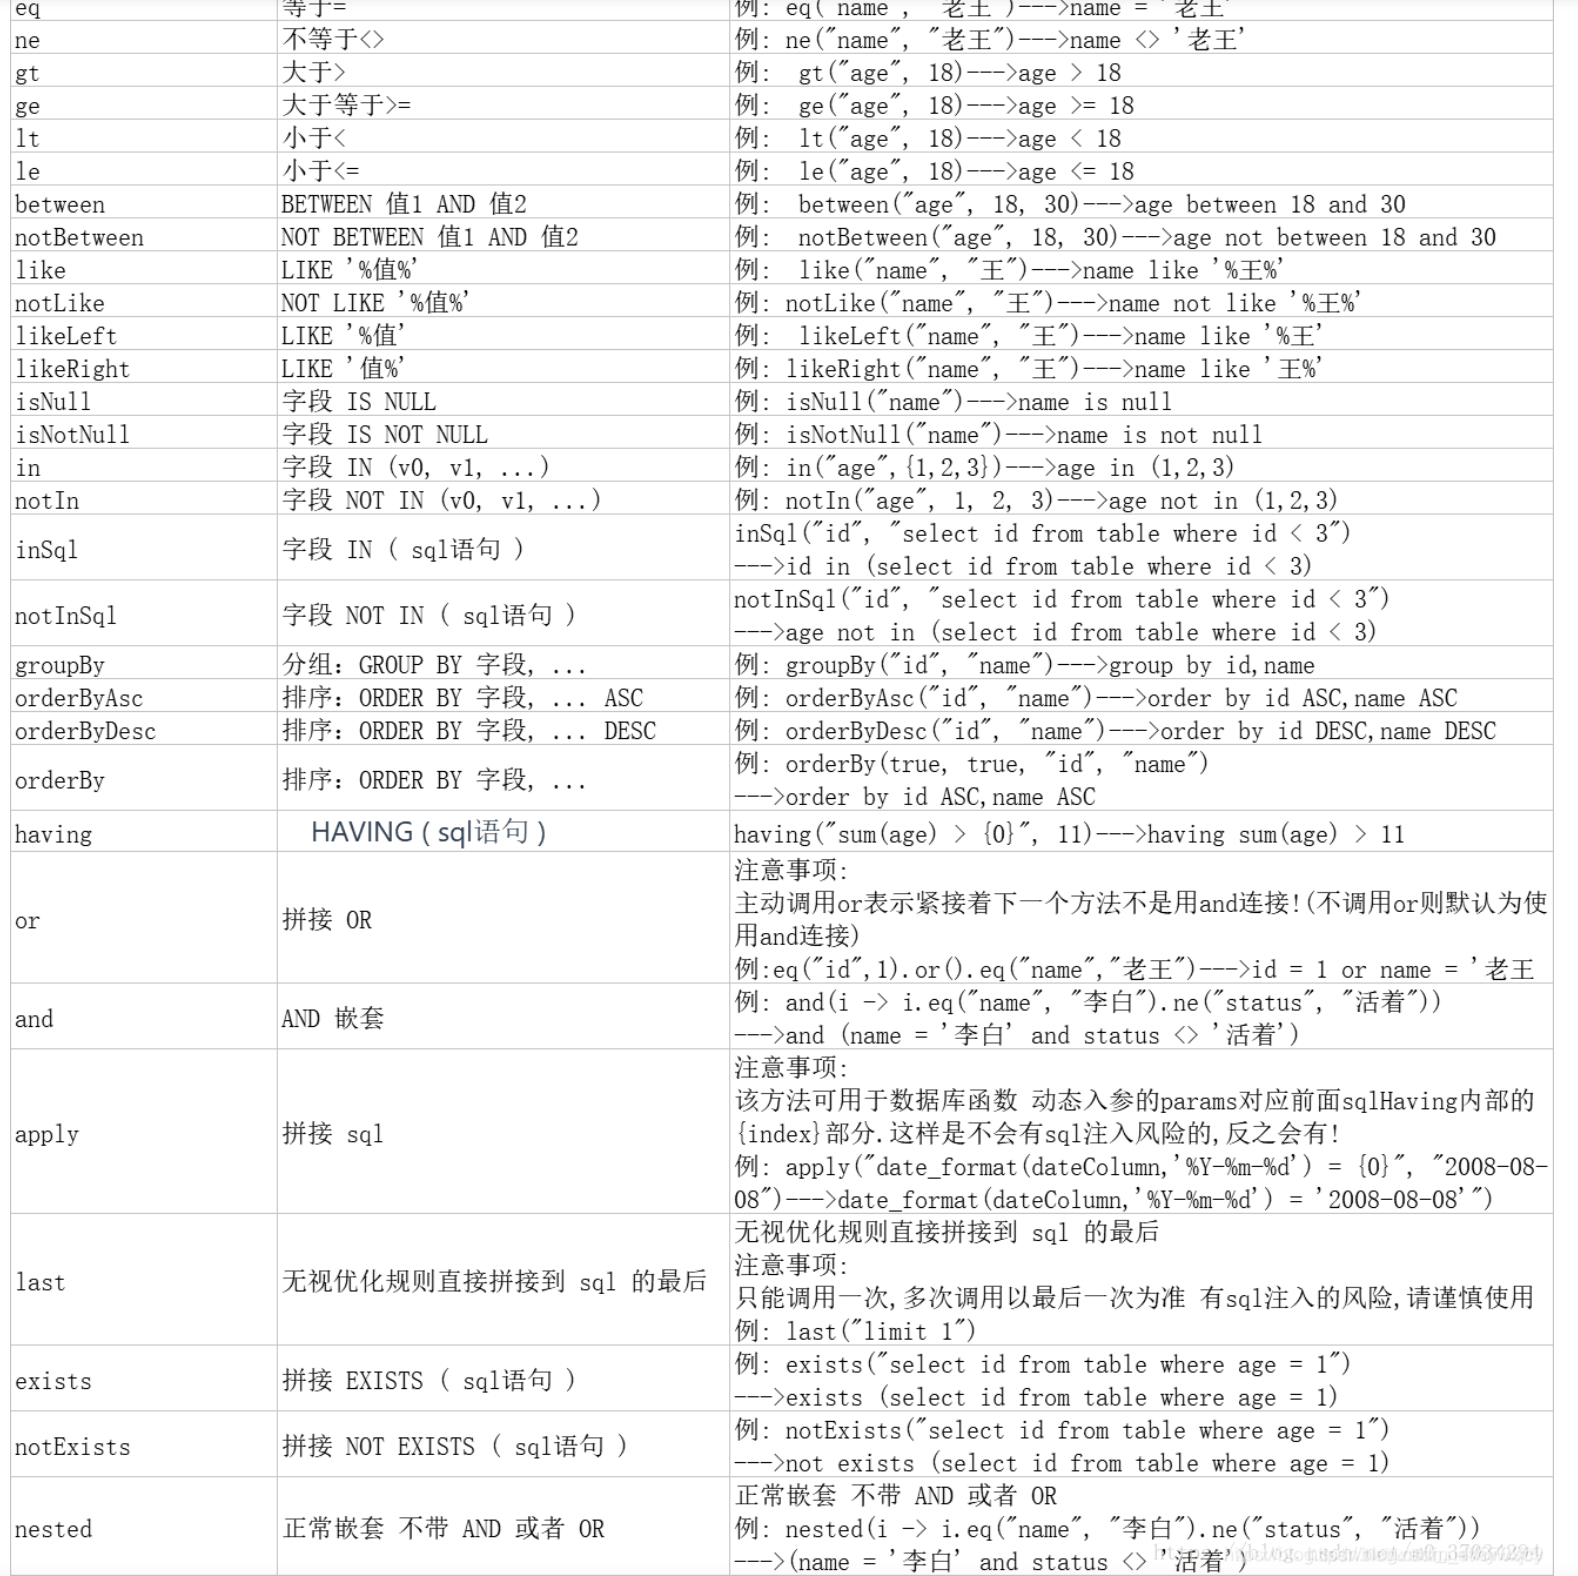 eq 等于= 例: eq("name", "老王")--->name = '老王'
ne 不等于<> 例: ne("name", "老王")--->name <> '老王'
gt 大于> 例: gt("age", 18)--->age > 18
ge 大于等于>= 例: ge("age", 18)--->age >= 18
lt 小于< 例: lt("age", 18)--->age < 18
le 小于<= 例: le("age", 18)--->age <= 18
between BETWEEN 值1 AND 值2 例: between("age", 18, 30)--->age between 18 and 30
notBetween NOT BETWEEN 值1 AND 值2 例: notBetween("age", 18, 30)--->age not between 18 and 30
like LIKE '%值%' 例: like("name", "王")--->name like '%王%'
notLike NOT LIKE '%值%' 例: notLike("name", "王")--->name not like '%王%'
likeLeft LIKE '%值' 例: likeLeft("name", "王")--->name like '%王'
likeRight LIKE '值%' 例: likeRight("name", "王")--->name like '王%'
isNull 字段 IS NULL 例: isNull("name")--->name is null
isNotNull 字段 IS NOT NULL 例: isNotNull("name")--->name is not null
in 字段 IN (v0, v1, ...) 例: in("age",{1,2,3})--->age in (1,2,3)
notIn 字段 NOT IN (v0, v1, ...) 例: notIn("age", 1, 2, 3)--->age not in (1,2,3)
inSql 字段 IN ( sql语句 ) inSql("id", "select id from table where id < 3")
--->id in (select id from table where id < 3)
notInSql 字段 NOT IN ( sql语句 ) notInSql("id", "select id from table where id < 3")
--->age not in (select id from table where id < 3)
groupBy 分组: GROUP BY 字段, ... 例: groupBy("id", "name")--->group by id,name
orderByAsc 排序: ORDER BY 字段, ... ASC 例: orderByAsc("id", "name")--->order by id ASC,name ASC
orderByDesc 排序: ORDER BY 字段, ... DESC 例: orderByDesc("id", "name")--->order by id DESC,name DESC
orderBy 排序: ORDER BY 字段, ... 例: orderBy(true, true, "id", "name")
--->order by id ASC,name ASC
having HAVING ( sql语句 ) having("sum(age) > {0}", 11)--->having sum(age) > 11
or 拼接 OR 注意事项:
主动调用or表示紧接着下一个方法不是用and连接!(不调用or则默认为使
用and连接)
例:eq("id",1).or().eq("name","老王")--->id = 1 or name = '老王
and AND 嵌套 例: and(i -> i.eq("name", "李白").ne("status", "活着"))
--->and (name = '李白' and status <> '活着')
apply 拼接 sql 注意事项:
该方法可用于数据库函数 动态入参的params对应前面sqlHaving内部的
{index}部分.这样是不会有sql注入风险的,反之会有!
例: apply("date_format(dateColumn,'%Y-%m-%d') = {0}", "2008-08-
08")--->date_format(dateColumn,'%Y-%m-%d') = '2008-08-08'")
last 无视优化规则直接拼接到 sql 的最后 无视优化规则直接拼接到 sql 的最后
注意事项:
只能调用一次,多次调用以最后一次为准 有sql注入的风险,请谨慎使用
例: last("limit 1")
exists 拼接 EXISTS ( sql语句 ) 例: exists("select id from table where age = 1")
--->exists (select id from table where age = 1)
notExists 拼接 NOT EXISTS ( sql语句 ) 例: notExists("select id from table where age = 1")
--->not exists (select id from table where age = 1)
nested 正常嵌套 不带 AND 或者 OR 正常嵌套 不带 AND 或者 OR
例: nested(i -> i.eq("name", "李白").ne("status", "活着"))
--->(name = '李白' and status <> '活着')